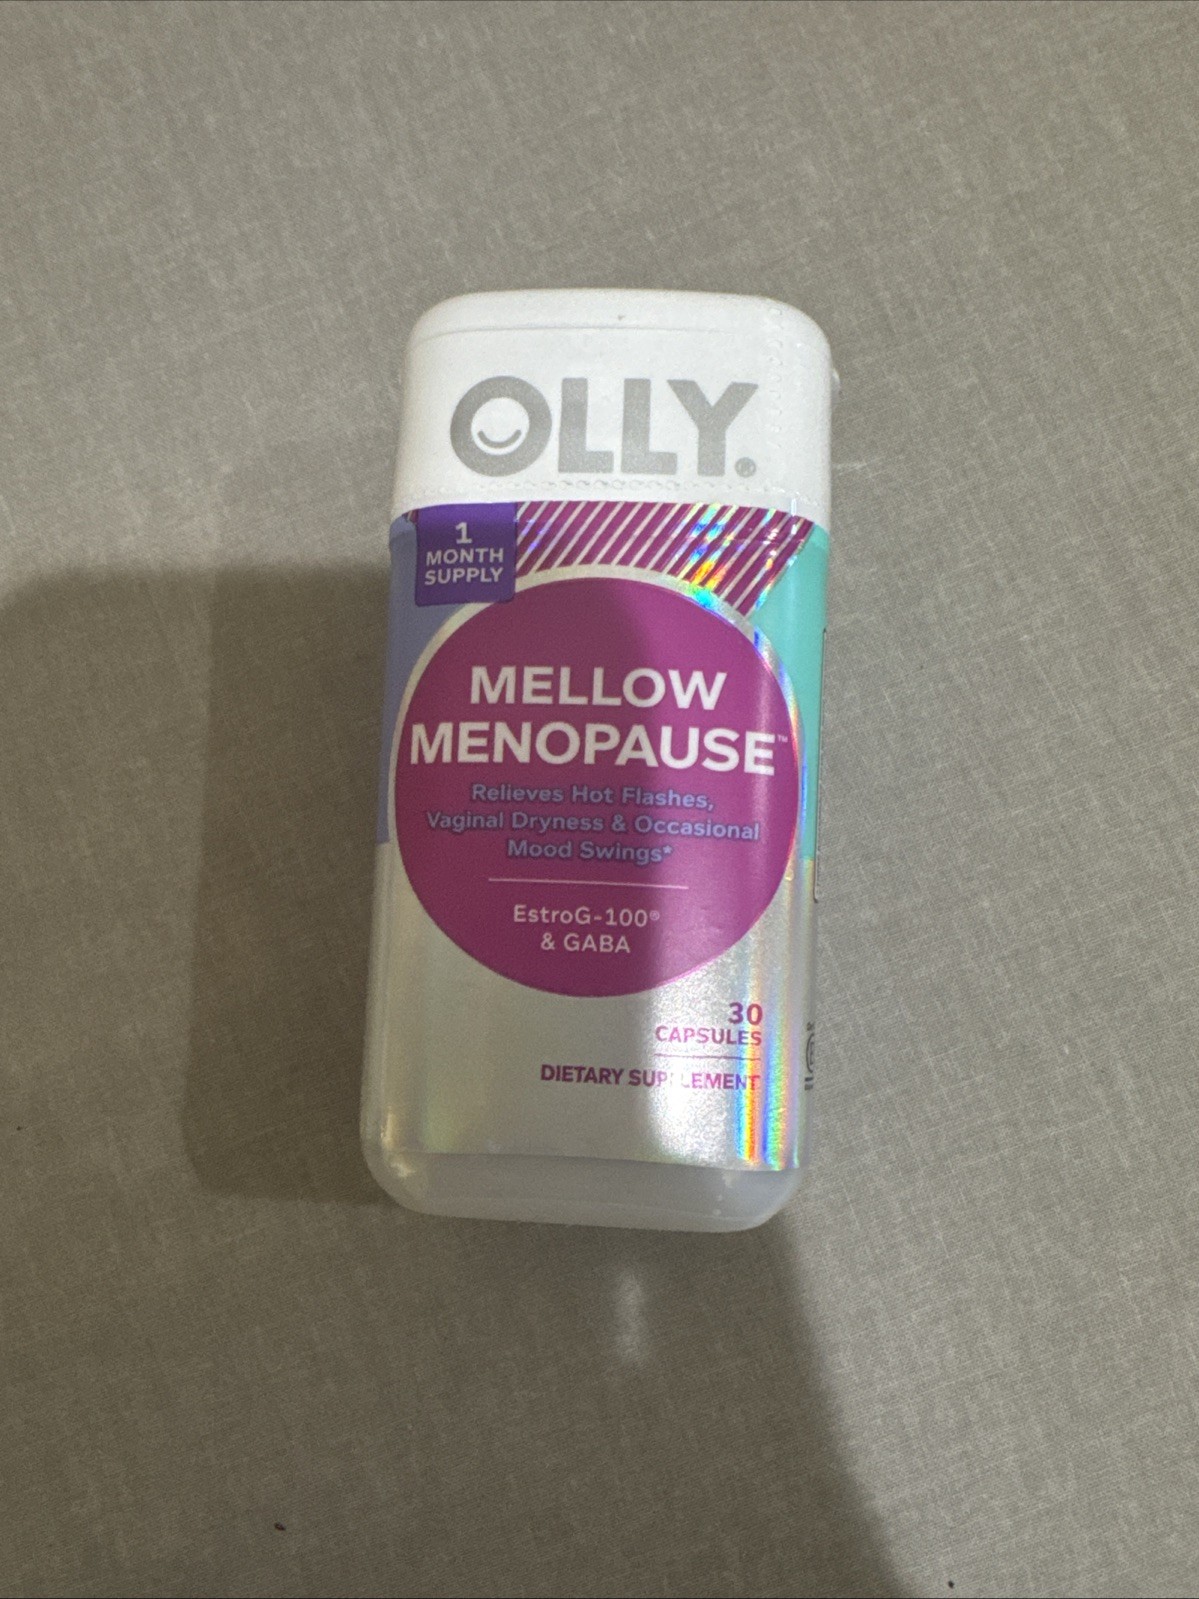 OLLY®
1
MONTH
SUPPLY
MELLOW
MENOPAUSE™
Relieves Hot Flashes,
Vaginal Dryness & Occasional
Mood Swings*
EstroG-100®
& GABA
30
CAPSULES
DIETARY SUPPLEMENT